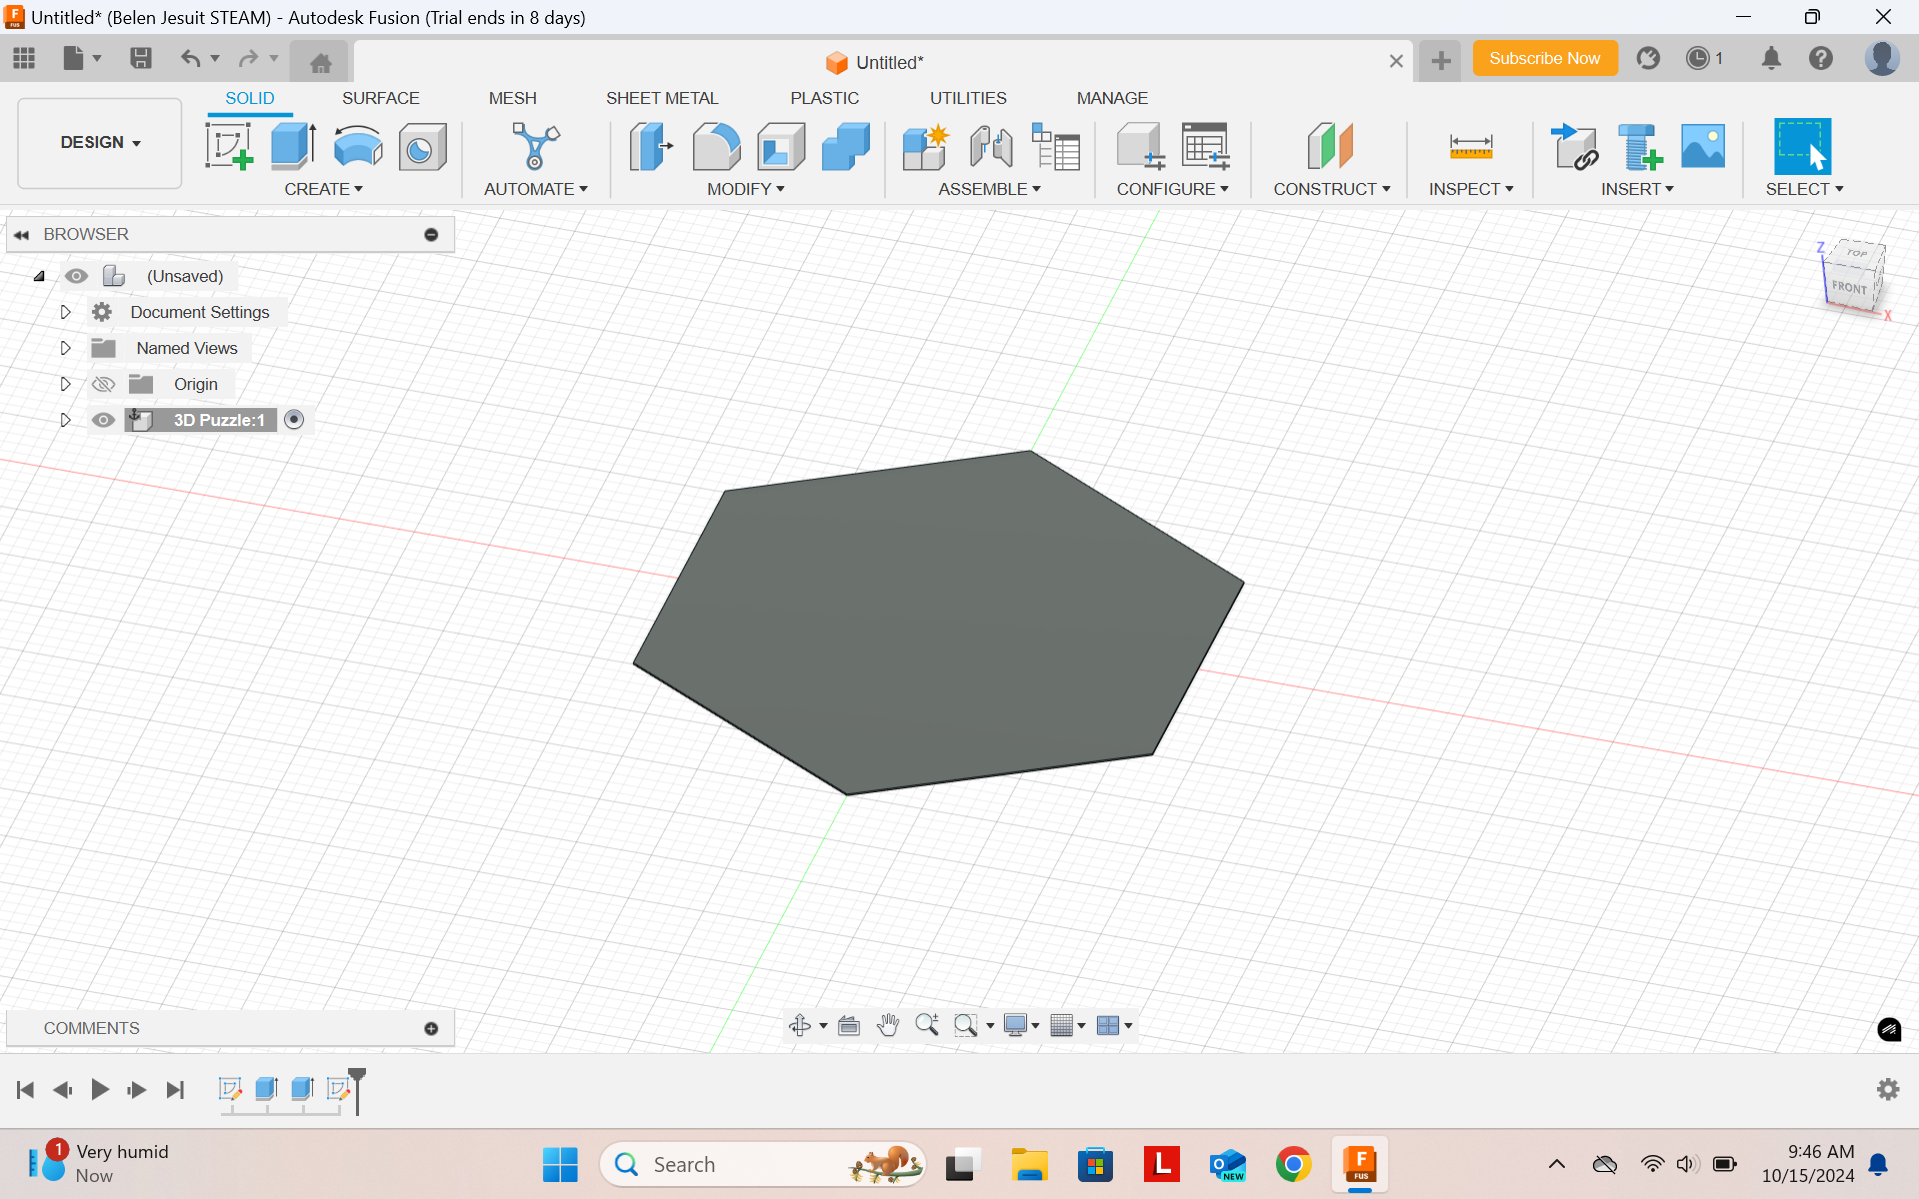 Untitled* (Belen Jesuit STEAM) - Autodesk Fusion (Trial ends in 8 days)
Untitled*
Subscribe Now
1
DESIGN
SOLID
SURFACE
MESH
SHEET METAL
PLASTIC
UTILITIES
MANAGE
CREATE
AUTOMATE
MODIFY
ASSEMBLE
CONFIGURE
CONSTRUCT
INSPECT
INSERT
SELECT
BROWSER
(Unsaved)
Document Settings
Named Views
Origin
3D Puzzle:1
Z
TOP
FRONT
X
COMMENTS
1
Very humid
Now
Search
L
O
NEW
F
FUS
9:46 AM
10/15/2024